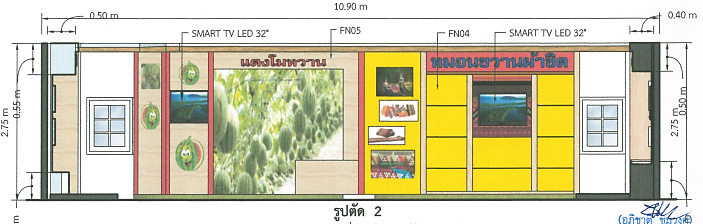 10.90 m
0.50 m
0.40 m
SMART TV LED 32"
FN05
FN04
SMART TV LED 32"
แตงโมหวาน
หมอนขวานผ้าขิด
2.75 m
0.55 m
2.75 m
0.50 m
รูปตัด 2
E